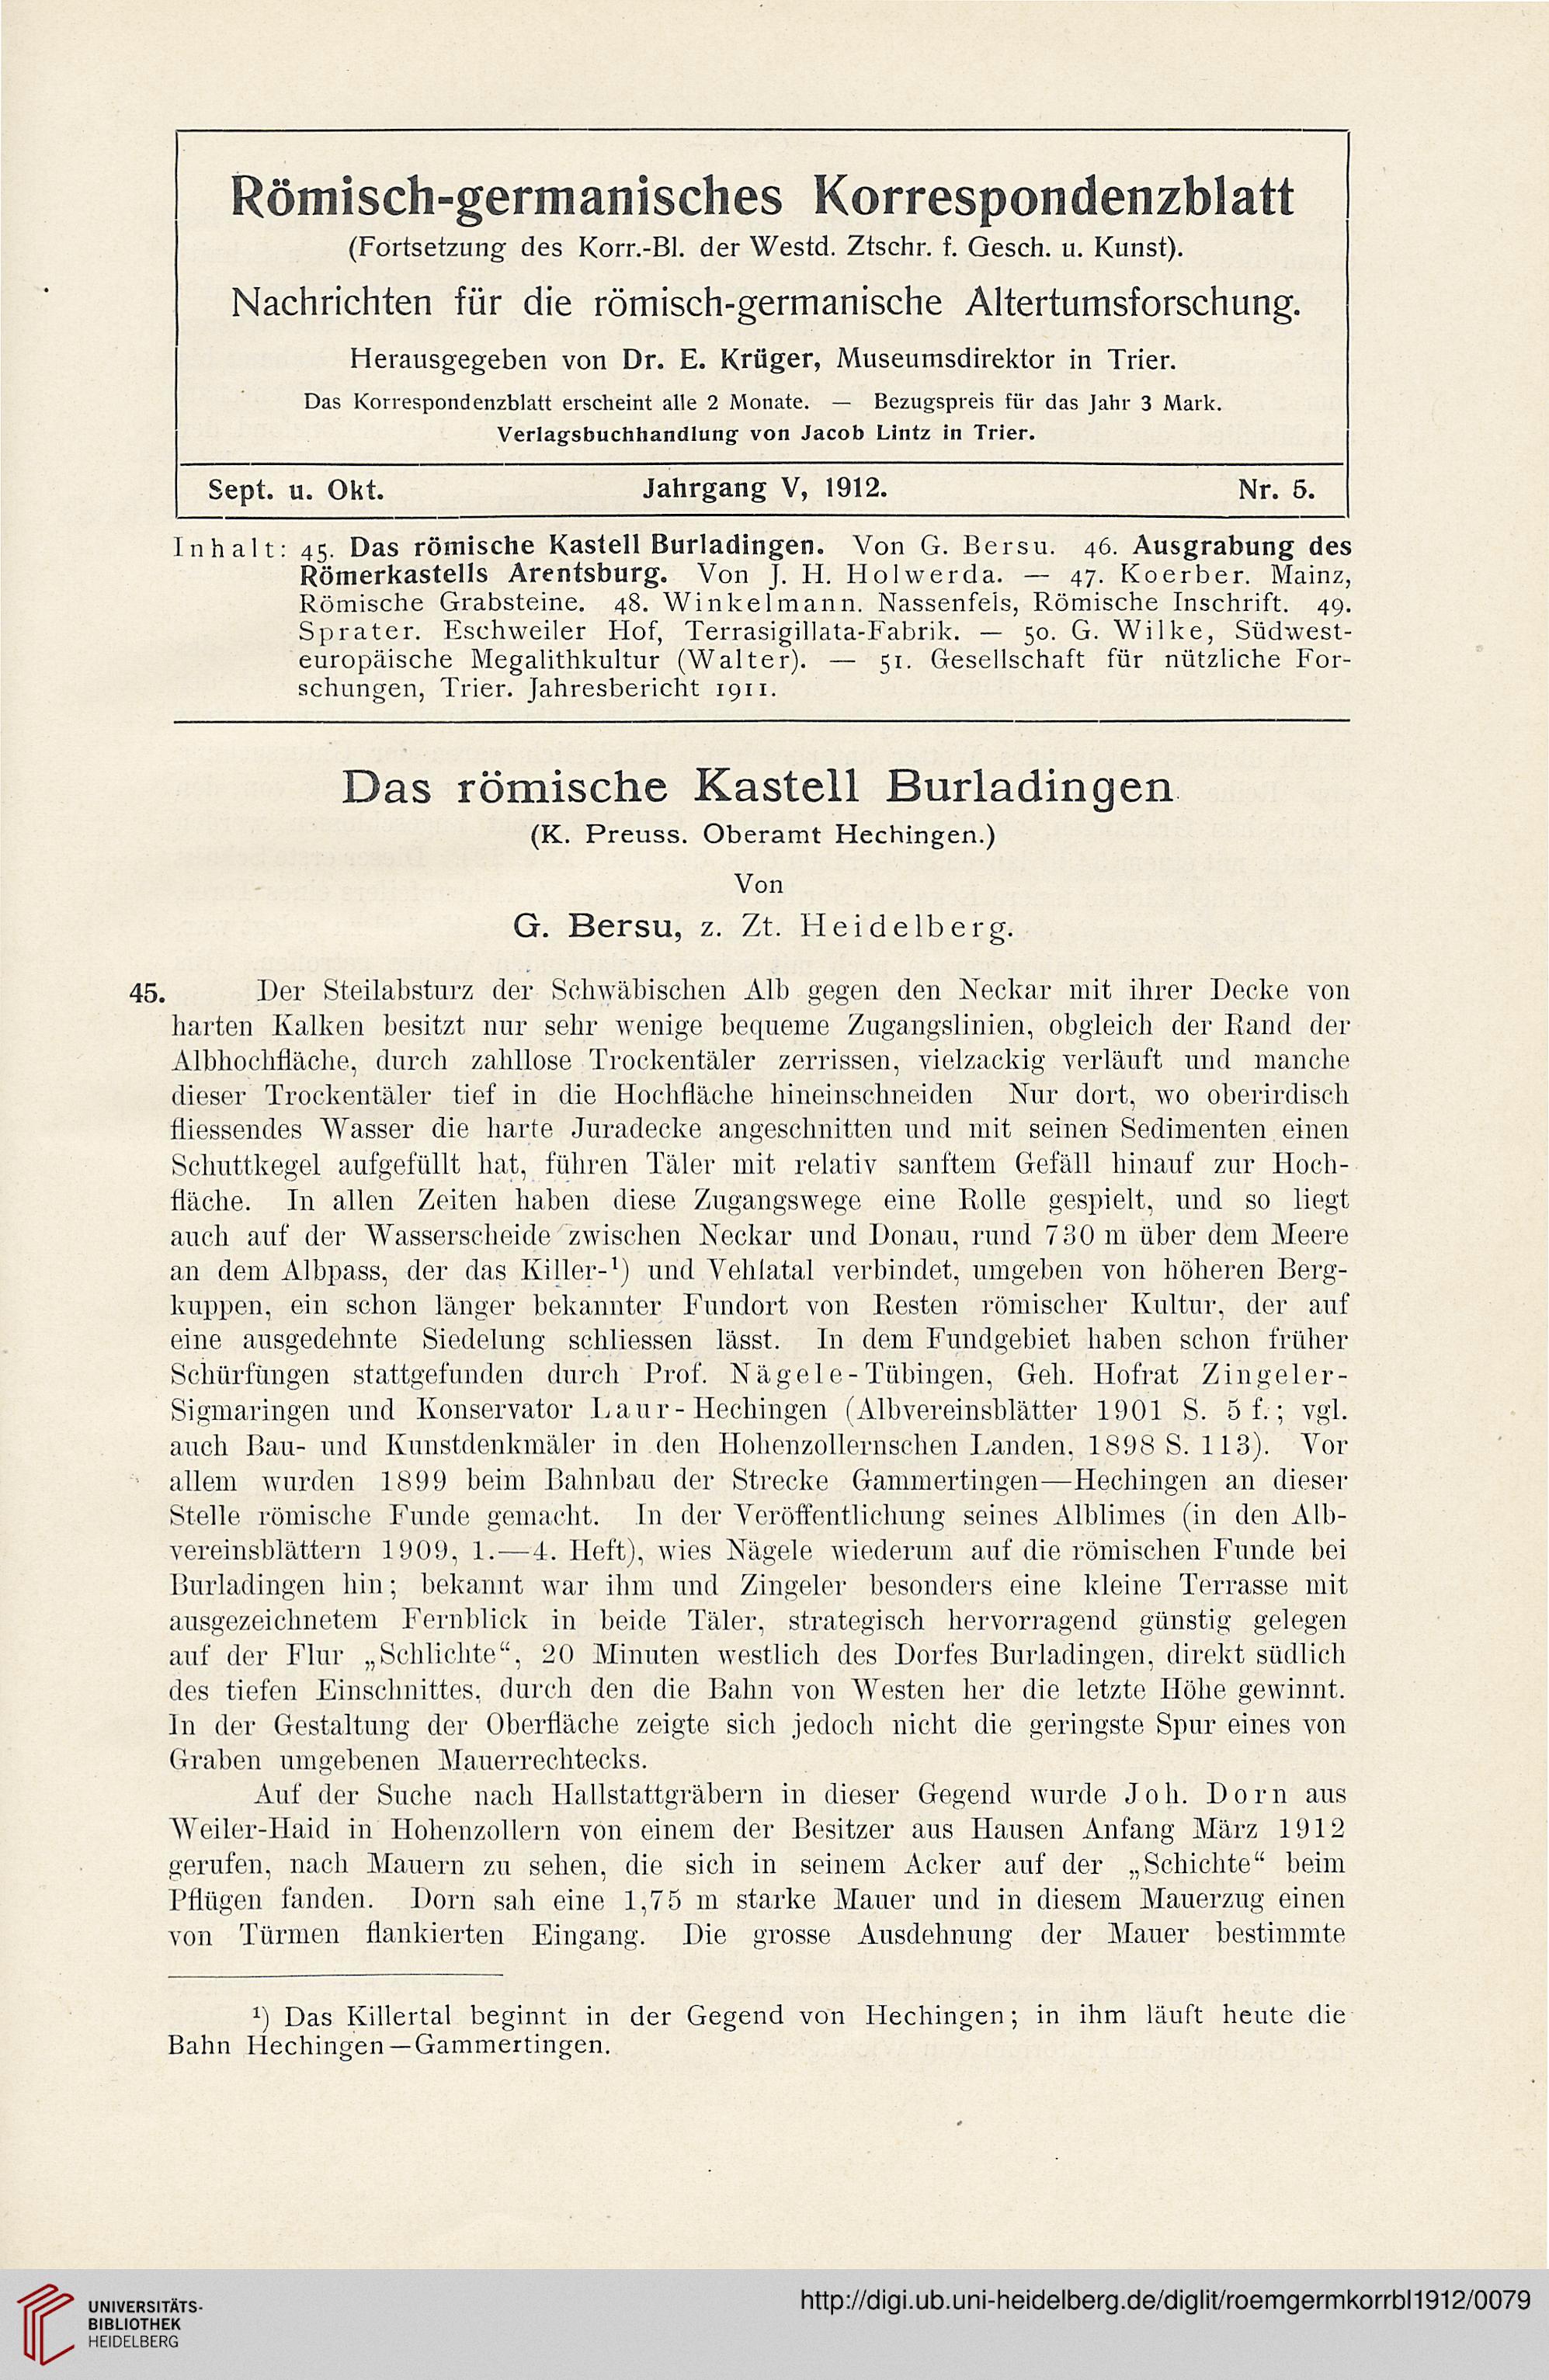 Römisch-germanisches Korrespondenzblatt
(Fortsetzung des Korr.-Bl. der Westd. Ztschr. f. Gesch. u. Kunst).
Nachrichten für die römisch-germanische Altertumsforschung.
Herausgegeben von Dr. E. Krüger, Museumsdirektor in Trier.
Das Korrespondenzblatt erscheint alle 2 Monate. — Bezugspreis für das Jahr 3 Mark.
Verlagsbuchhandlung von Jacob Lintz in Trier.
Sept. u. Okt. Jahrgang V, 1912. Nr. 5.
Inhalt: 45. Das römische Kastell Burladingen. Von G. Bersu. 46. Ausgrabung des
Römerkastells Arentsburg. Von J. H. Holwerda. — 47. Koerber. Mainz,
Römische Grabsteine. 48. Winkelmann. Nassenfels, Römische Inschrift. 49.
Sprater. Eschweiler Hof, Terrasigillata-Fabrik. — 50. G. Wilke, Südwest-
europäische Megalithkultur (Walter). — 51. Gesellschaft für nützliche For-
schungen, Trier. Jahresbericht 1911.
Das römische Kastell Burladingen
(K. Preuss. Oberamt Hechingen.)
Von
G. Bersu, z. Zt. Heidelberg.
45. Der Steilabsturz der Schwäbischen Alb gegen den Neckar mit ihrer Decke von
harten Kalken besitzt nur sehr wenige bequeme Zugangslinien, obgleich der Rand der
Albhochfläche, durch zahllose Trockentäler zerrissen, vielzackig verläuft und manche
dieser Trockentäler tief in die Hochfläche hineinschneiden Nur dort, wo oberirdisch
fliessendes Wasser die harte Juradecke angeschnitten und mit seinen Sedimenten einen
Schuttkegel aufgefüllt hat, führen Täler mit relativ sanftem Gefäll hinauf zur Hoch-
fläche. In allen Zeiten haben diese Zugangswege eine Rolle gespielt, und so liegt
auch auf der Wasserscheide zwischen Neckar und Donau, rund 730 m über dem Meere
an dem Albpass, der das Killer-¹) und Vehlatal verbindet, umgeben von höheren Berg-
kuppen, ein schon länger bekannter Fundort von Resten römischer Kultur, der auf
eine ausgedehnte Siedelung schliessen lässt. In dem Fundgebiet haben schon früher
Schürfungen stattgefunden durch Prof. Nägele-Tübingen, Geh. Hofrat Zingeler-
Sigmaringen und Konservator Laur-Hechingen (Albvereinsblätter 1901 S. 5 f.; vgl.
auch Bau- und Kunstdenkmäler in den Hohenzollernschen Landen, 1898 S. 113). Vor
allem wurden 1899 beim Bahnbau der Strecke Gammertingen—Hechingen an dieser
Stelle römische Funde gemacht. In der Veröffentlichung seines Alblimes (in den Alb-
vereinsblättern 1909, 1.—4. Heft), wies Nägele wiederum auf die römischen Funde bei
Burladingen hin; bekannt war ihm und Zingeler besonders eine kleine Terrasse mit
ausgezeichnetem Fernblick in beide Täler, strategisch hervorragend günstig gelegen
auf der Flur „Schlichte“, 20 Minuten westlich des Dorfes Burladingen, direkt südlich
des tiefen Einschnittes, durch den die Bahn von Westen her die letzte Höhe gewinnt.
In der Gestaltung der Oberfläche zeigte sich jedoch nicht die geringste Spur eines von
Graben umgebenen Mauerrechtecks.
Auf der Suche nach Hallstattgräbern in dieser Gegend wurde Joh. Dorn aus
Weiler-Haid in Hohenzollern von einem der Besitzer aus Hausen Anfang März 1912
gerufen, nach Mauern zu sehen, die sich in seinem Acker auf der „Schichte“ beim
Pflügen fanden. Dorn sah eine 1,75 m starke Mauer und in diesem Mauerzug einen
von Türmen flankierten Eingang. Die grosse Ausdehnung der Mauer bestimmte
¹) Das Killertal beginnt in der Gegend von Hechingen; in ihm läuft heute die
Bahn Hechingen—Gammertingen.
UNIVERSITÄTS-
BIBLIOTHEK
HEIDELBERG
http://digi.ub.uni-heidelberg.de/diglit/roemgermkorrbl1912/0079